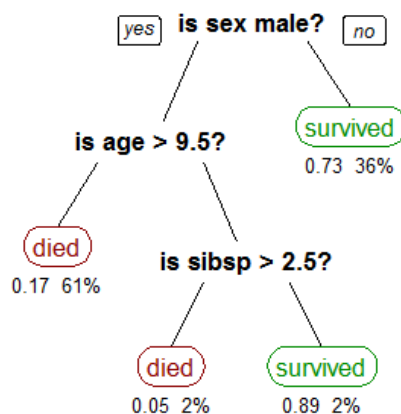 yes is sex male? no
survived
0.73 36%
is age > 9.5?
died
0.17 61%
is sibsp > 2.5?
died survived
0.05 2% 0.89 2%